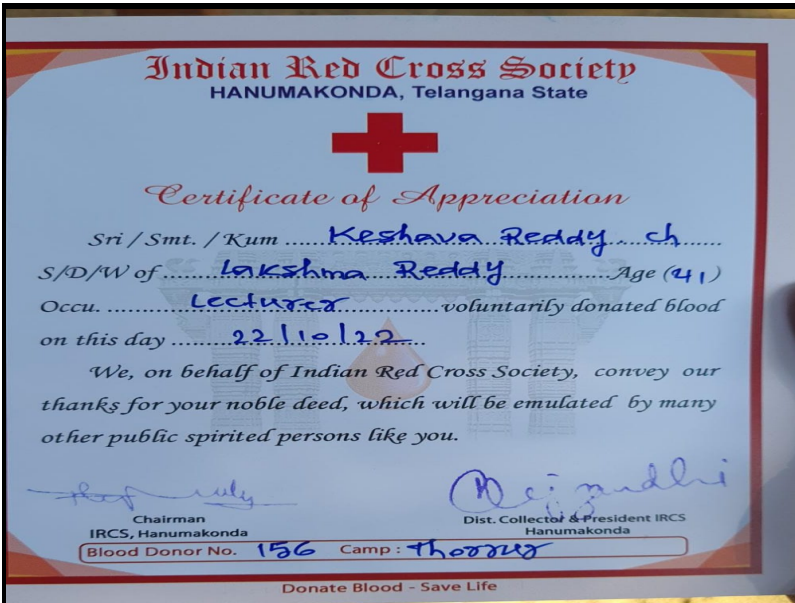 Indian Red Cross Society
HANUMAKONDA, Telangana State
Certificate of Appreciation
Sri / Smt. / Kum ...... Keshava Reddy. ch ......
S/D/W of ...... Lakshma Reddy ...... Age (41)
Occu. ...... Lecturer ...... voluntarily donated blood
on this day ...... 22/10/22 ......
We, on behalf of Indian Red Cross Society, convey our
thanks for your noble deed, which will be emulated by many
other public spirited persons like you.
Chairman
IRCS, Hanumakonda
Dist. Collector & President IRCS
Hanumakonda
Blood Donor No. 156 Camp : Thorrur
Donate Blood - Save Life